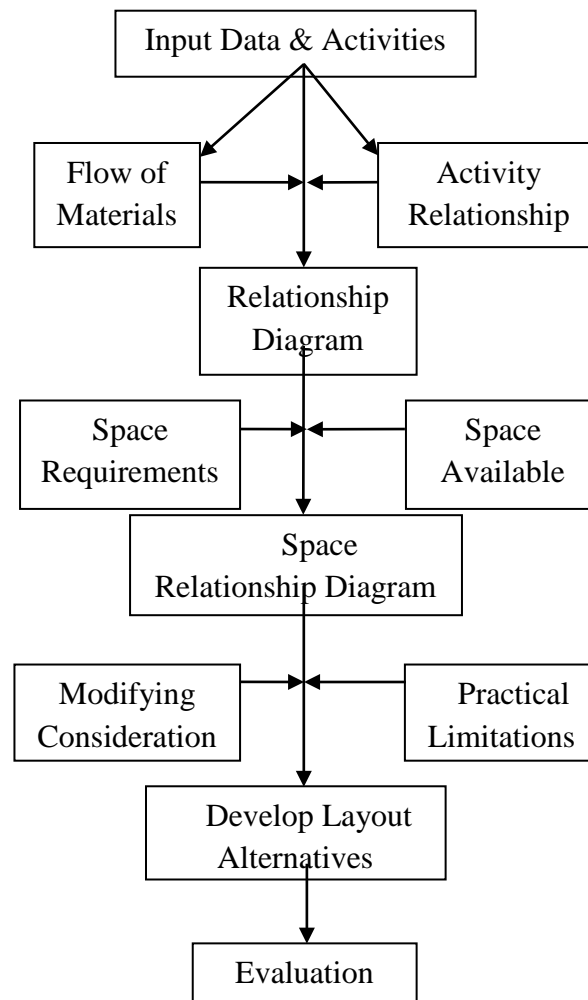 Input Data & Activities
Flow of
Materials
Activity
Relationship
Relationship
Diagram
Space
Requirements
Space
Available
Space
Relationship Diagram
Modifying
Consideration
Practical
Limitations
Develop Layout
Alternatives
Evaluation